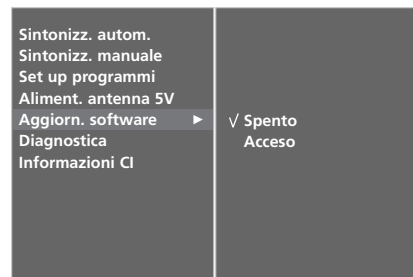 Sintonizz. autom.
Sintonizz. manuale
Set up programmi
Aliment. antenna 5V
Aggiorn. software ►
Diagnostica
Informazioni CI
√ Spento
Acceso